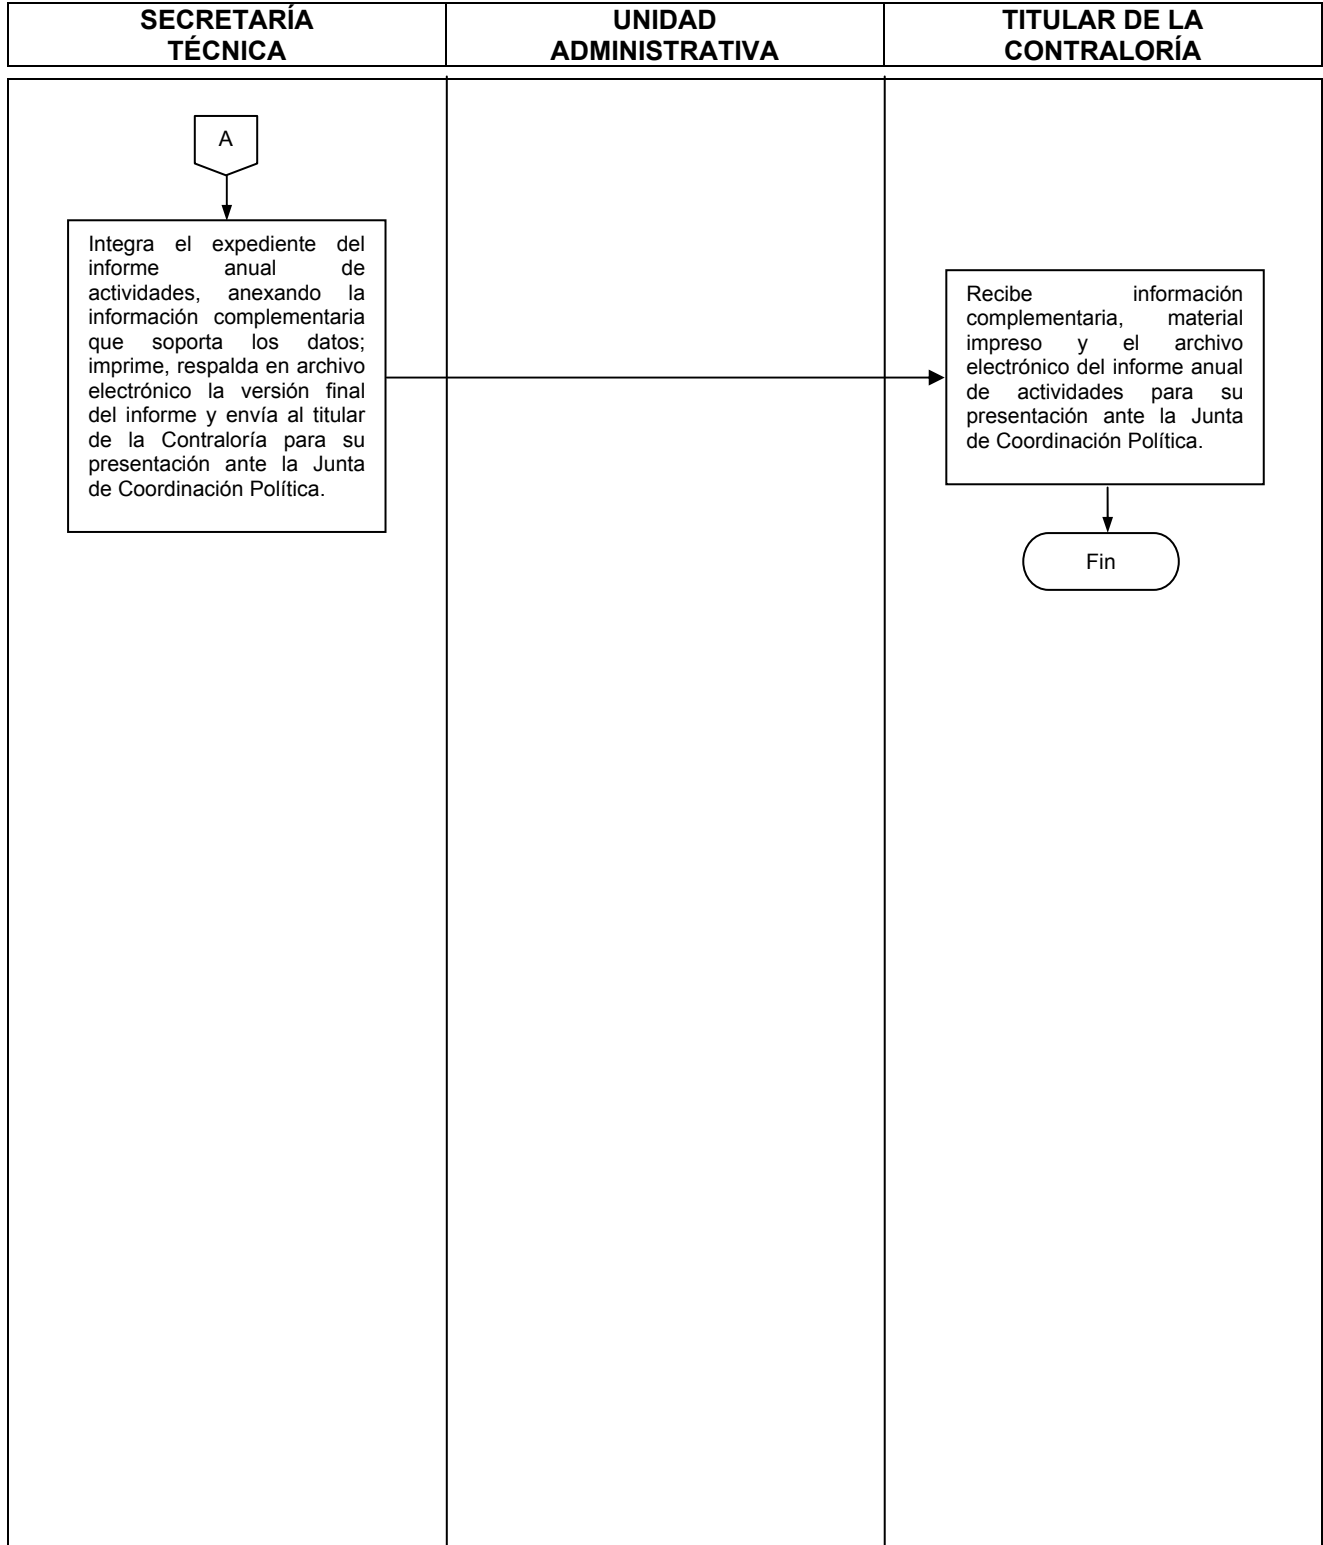 SECRETARÍA
TÉCNICA
UNIDAD
ADMINISTRATIVA
TITULAR DE LA
CONTRALORÍA
A
Integra el expediente del
informe anual de
actividades, anexando la
información complementaria
que soporta los datos;
imprime, respalda en archivo
electrónico la versión final
del informe y envía al titular
de la Contraloría para su
presentación ante la Junta
de Coordinación Política.
Recibe información
complementaria, material
impreso y el archivo
electrónico del informe anual
de actividades para su
presentación ante la Junta
de Coordinación Política.
Fin